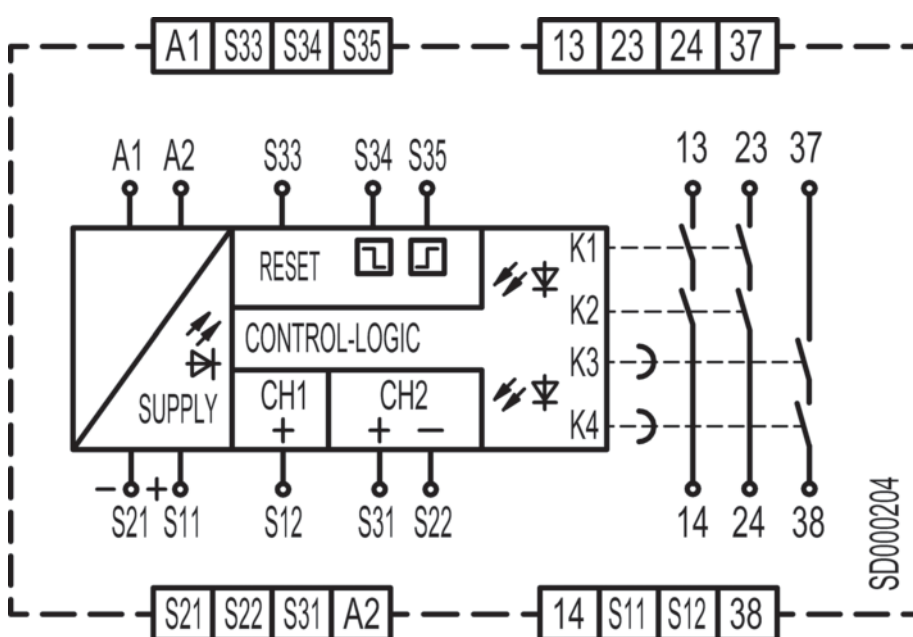 A1 S33 S34 S35 13 23 24 37
A1 A2 S33 S34 S35 13 23 37
RESET K1
K2
CONTROL-LOGIC
K3
SUPPLY CH1 CH2
+ + − K4
− + 
S21 S11 S12 S31 S22 14 24 38
SD000204
S21 S22 S31 A2 14 S11 S12 38